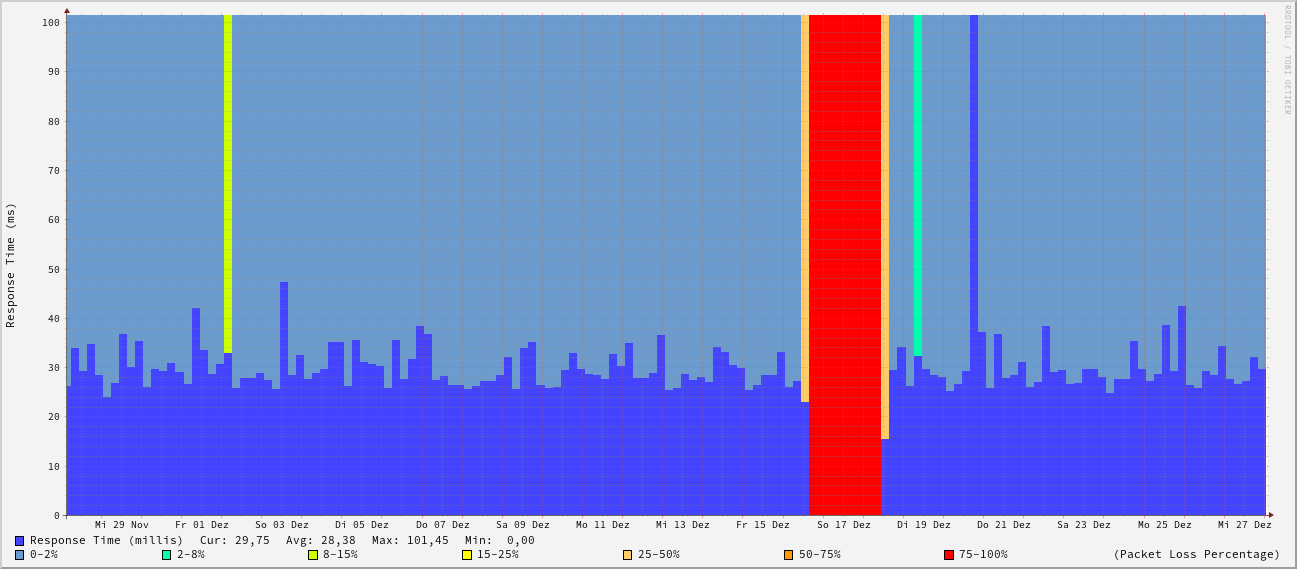 RRDTOOL / TOBI OETIKER
Response Time (ms)
100
90
80
70
60
50
40
30
20
10
0
Mi 29 Nov Fr 01 Dez So 03 Dez Di 05 Dez Do 07 Dez Sa 09 Dez Mo 11 Dez Mi 13 Dez Fr 15 Dez So 17 Dez Di 19 Dez Do 21 Dez Sa 23 Dez Mo 25 Dez Mi 27 Dez
Response Time (millis) Cur: 29,75 Avg: 28,38 Max: 101,45 Min: 0,00
0-2% 2-8% 8-15% 15-25% 25-50% 50-75% 75-100% (Packet Loss Percentage)